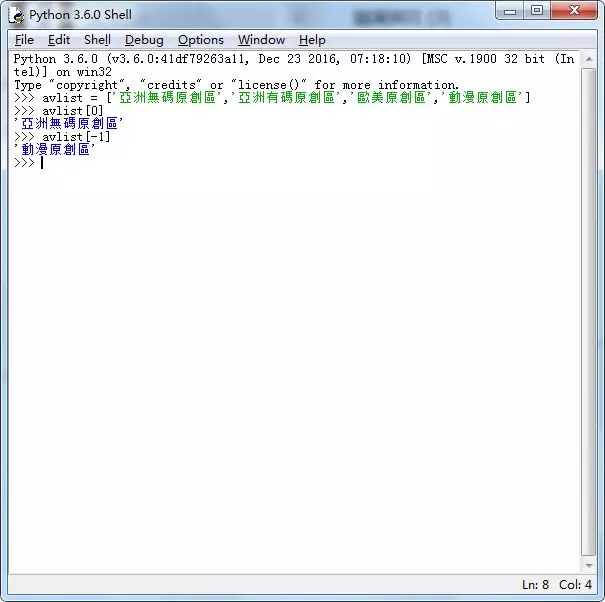 Python 3.6.0 Shell
File Edit Shell Debug Options Window Help
Python 3.6.0 (v3.6.0:41df79263a11, Dec 23 2016, 07:18:10) [MSC v.1900 32 bit (In
tel)] on win32
Type "copyright", "credits" or "license()" for more information.
>>> avlist = ['亞洲無碼原創區','亞洲有碼原創區','歐美原創區','動漫原創區']
>>> avlist[0]
'亞洲無碼原創區'
>>> avlist[-1]
'動漫原創區'
>>>
Ln: 8 Col: 4